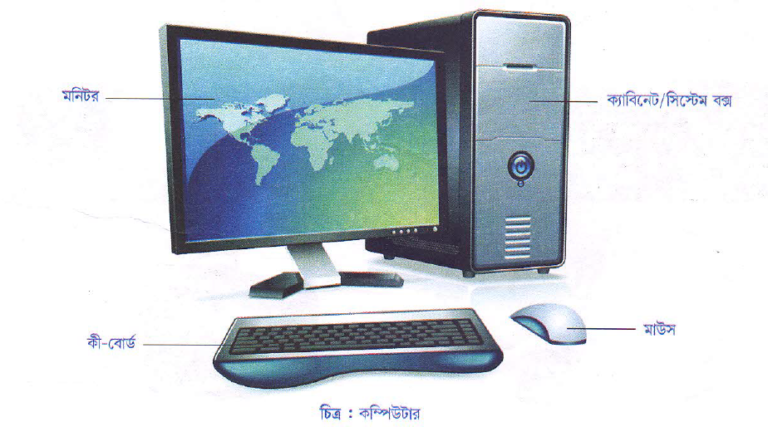 মনিটর
ক্যাবিনেট/সিস্টেম বক্স
কী-বোর্ড
মাউস
চিত্র : কম্পিউটার